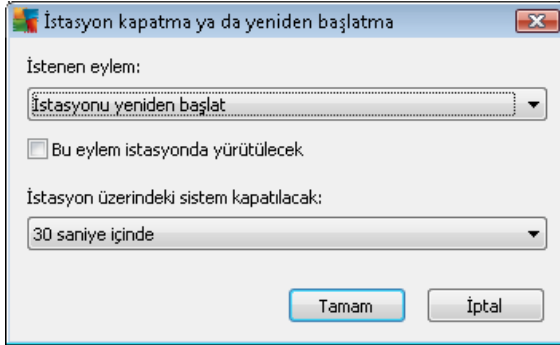 İstasyon kapatma ya da yeniden başlatma
İstenen eylem:
İstasyonu yeniden başlat
Bu eylem istasyonda yürütülecek
İstasyon üzerindeki sistem kapatılacak:
30 saniye içinde
Tamam
İptal